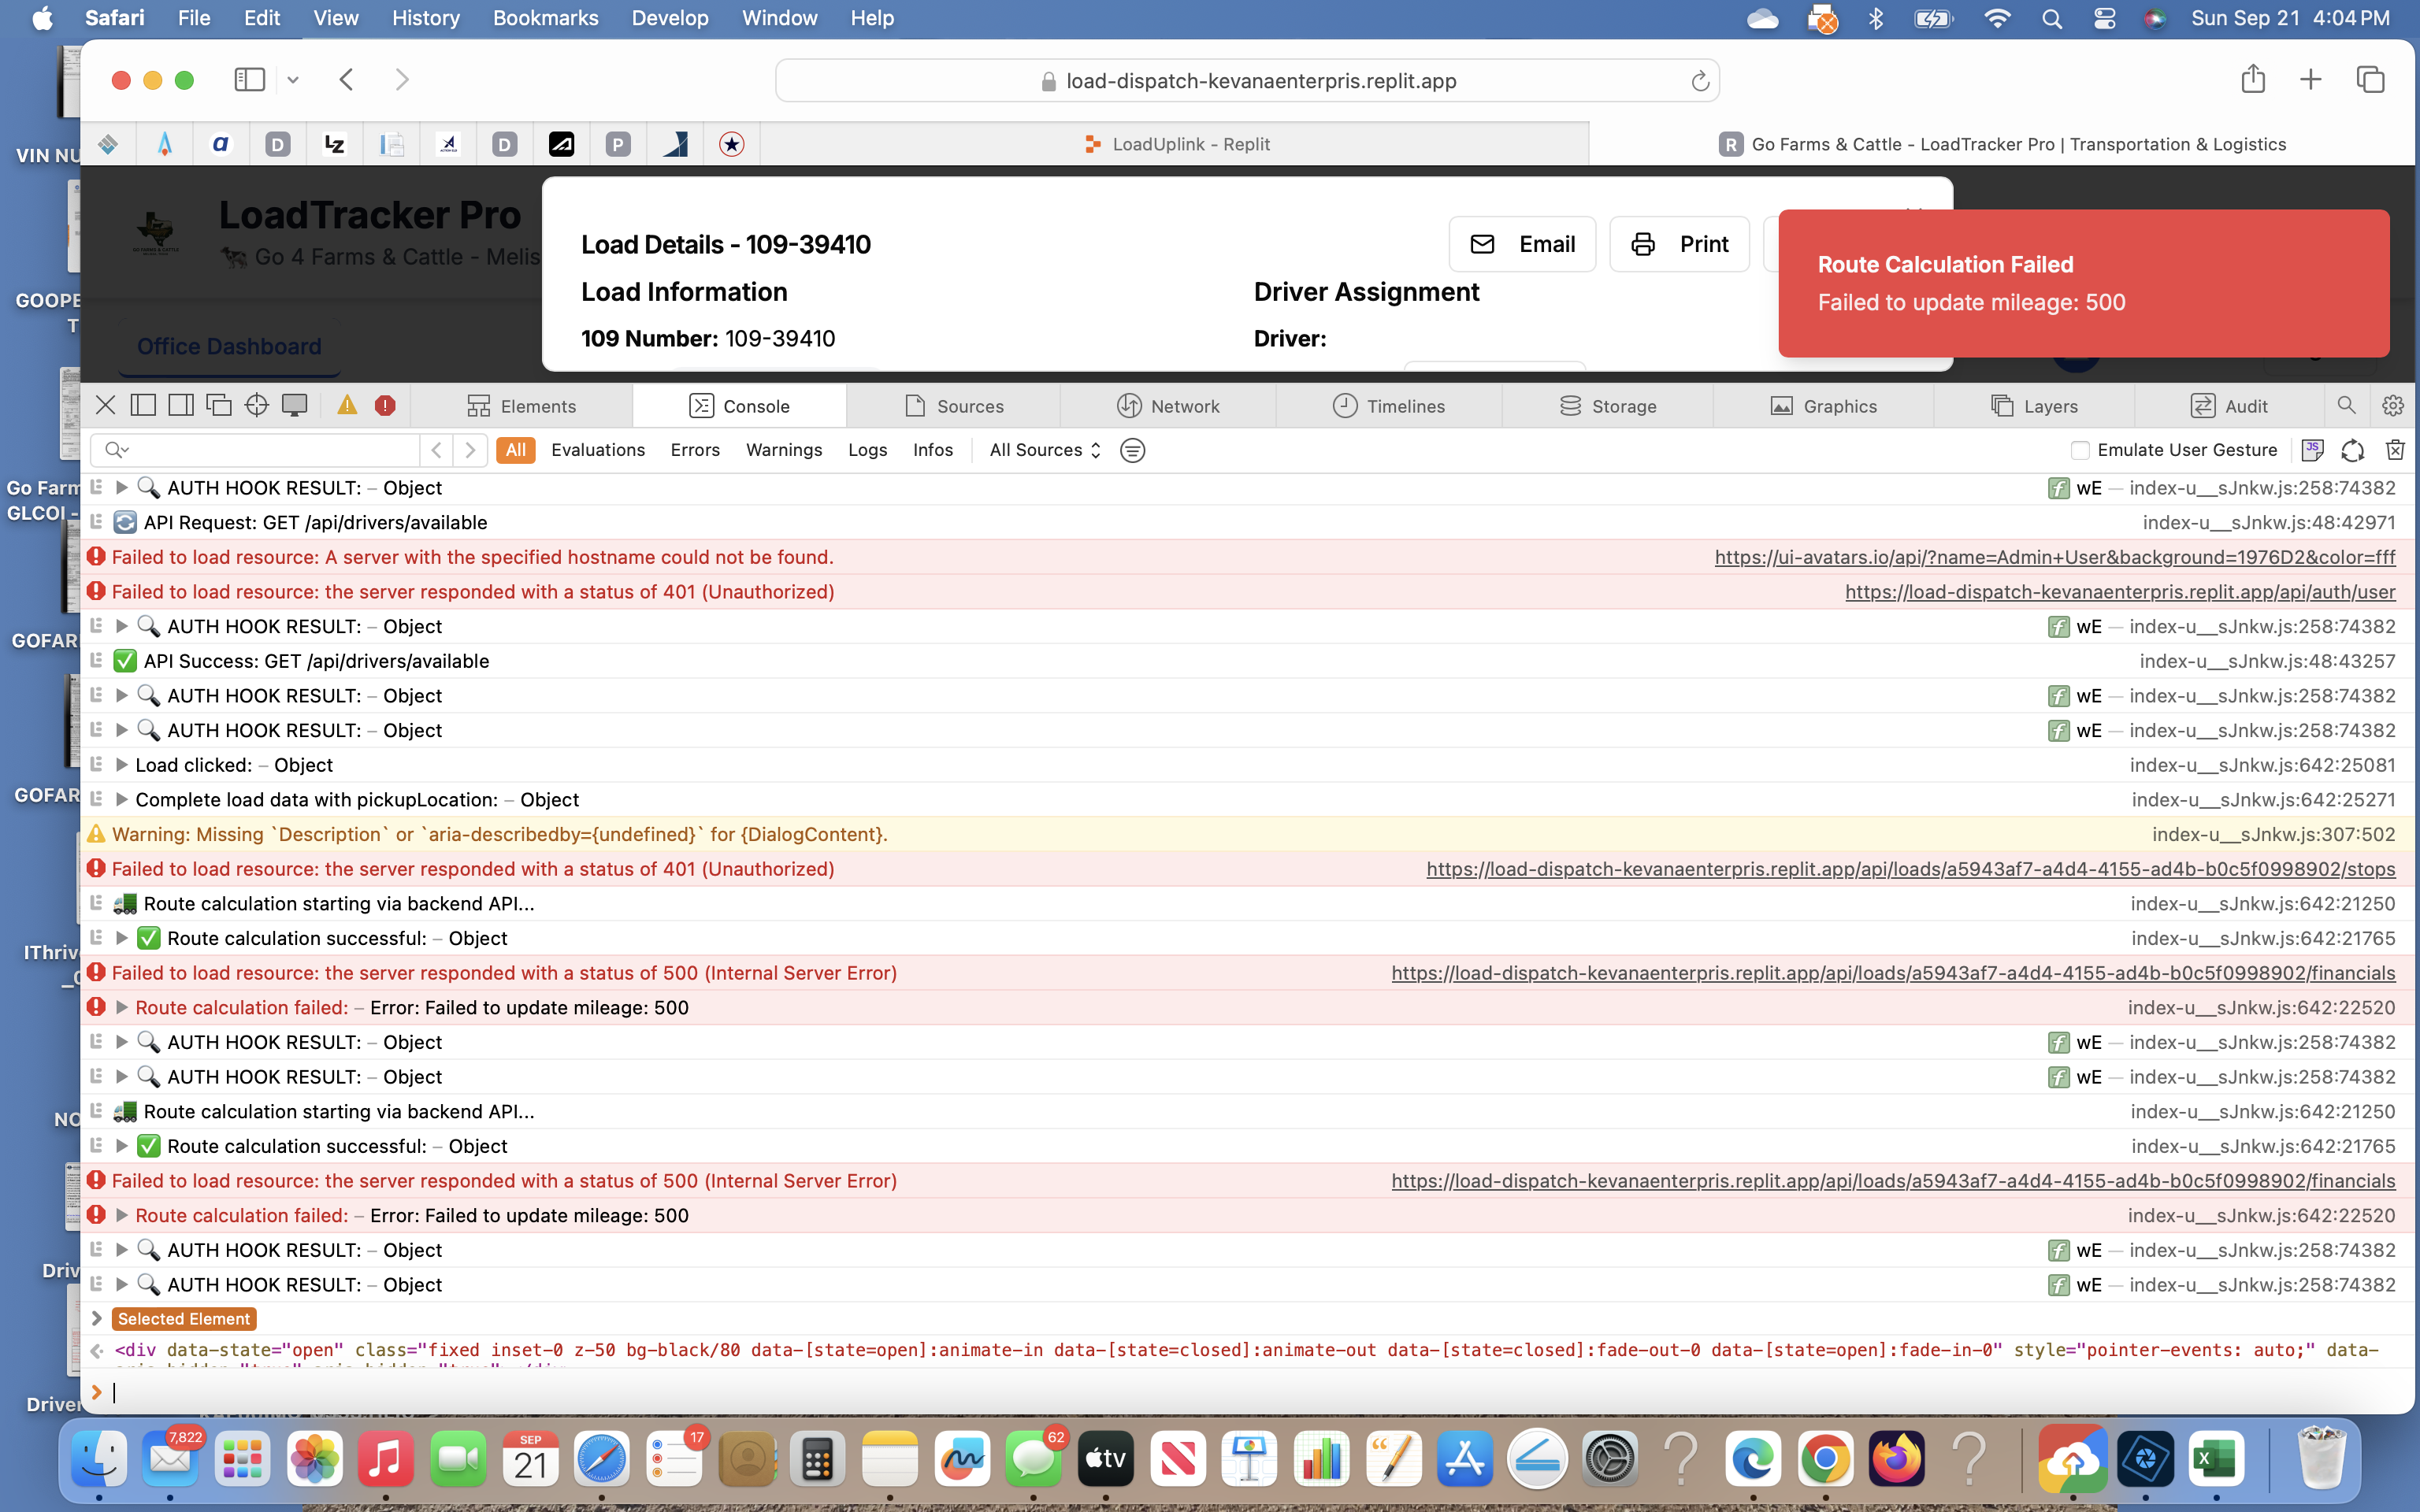 Safari File Edit View History Bookmarks Develop Window Help Sun Sep 21 4:04 PM
load-dispatch-kevanaenterpris.replit.app
LoadUplink - Replit
Go Farms & Cattle - LoadTracker Pro | Transportation & Logistics
LoadTracker Pro
Go 4 Farms & Cattle - Melis
Office Dashboard
Load Details - 109-39410
Email
Print
Load Information
Driver Assignment
109 Number: 109-39410
Driver:
Route Calculation Failed
Failed to update mileage: 500
Elements Console Sources Network Timelines Storage Graphics Layers Audit
All Evaluations Errors Warnings Logs Infos All Sources Emulate User Gesture
AUTH HOOK RESULT: – Object wE — index-u__sJnkw.js:258:74382
API Request: GET /api/drivers/available index-u__sJnkw.js:48:42971
Failed to load resource: A server with the specified hostname could not be found. https://ui-avatars.io/api/?name=Admin+User&background=1976D2&color=fff
Failed to load resource: the server responded with a status of 401 (Unauthorized) https://load-dispatch-kevanaenterpris.replit.app/api/auth/user
AUTH HOOK RESULT: – Object wE — index-u__sJnkw.js:258:74382
API Success: GET /api/drivers/available index-u__sJnkw.js:48:43257
AUTH HOOK RESULT: – Object wE — index-u__sJnkw.js:258:74382
AUTH HOOK RESULT: – Object wE — index-u__sJnkw.js:258:74382
Load clicked: – Object index-u__sJnkw.js:642:25081
Complete load data with pickupLocation: – Object index-u__sJnkw.js:642:25271
Warning: Missing `Description` or `aria-describedby={undefined}` for {DialogContent}. index-u__sJnkw.js:307:502
Failed to load resource: the server responded with a status of 401 (Unauthorized) https://load-dispatch-kevanaenterpris.replit.app/api/loads/a5943af7-a4d4-4155-ad4b-b0c5f0998902/stops
Route calculation starting via backend API... index-u__sJnkw.js:642:21250
Route calculation successful: – Object index-u__sJnkw.js:642:21765
Failed to load resource: the server responded with a status of 500 (Internal Server Error) https://load-dispatch-kevanaenterpris.replit.app/api/loads/a5943af7-a4d4-4155-ad4b-b0c5f0998902/financials
Route calculation failed: – Error: Failed to update mileage: 500 index-u__sJnkw.js:642:22520
AUTH HOOK RESULT: – Object wE — index-u__sJnkw.js:258:74382
AUTH HOOK RESULT: – Object wE — index-u__sJnkw.js:258:74382
Route calculation starting via backend API... index-u__sJnkw.js:642:21250
Route calculation successful: – Object index-u__sJnkw.js:642:21765
Failed to load resource: the server responded with a status of 500 (Internal Server Error) https://load-dispatch-kevanaenterpris.replit.app/api/loads/a5943af7-a4d4-4155-ad4b-b0c5f0998902/financials
Route calculation failed: – Error: Failed to update mileage: 500 index-u__sJnkw.js:642:22520
AUTH HOOK RESULT: – Object wE — index-u__sJnkw.js:258:74382
AUTH HOOK RESULT: – Object wE — index-u__sJnkw.js:258:74382
Selected Element
<div data-state="open" class="fixed inset-0 z-50 bg-black/80 data-[state=open]:animate-in data-[state=closed]:animate-out data-[state=closed]:fade-out-0 data-[state=open]:fade-in-0" style="pointer-events: auto;" data-
VIN NU
GOOPE
T
Go Farm
GLCOI -
GOFAR
GOFAR
IThrive
NO
Driv
Driver
7,822
SEP
21
17
62
tv